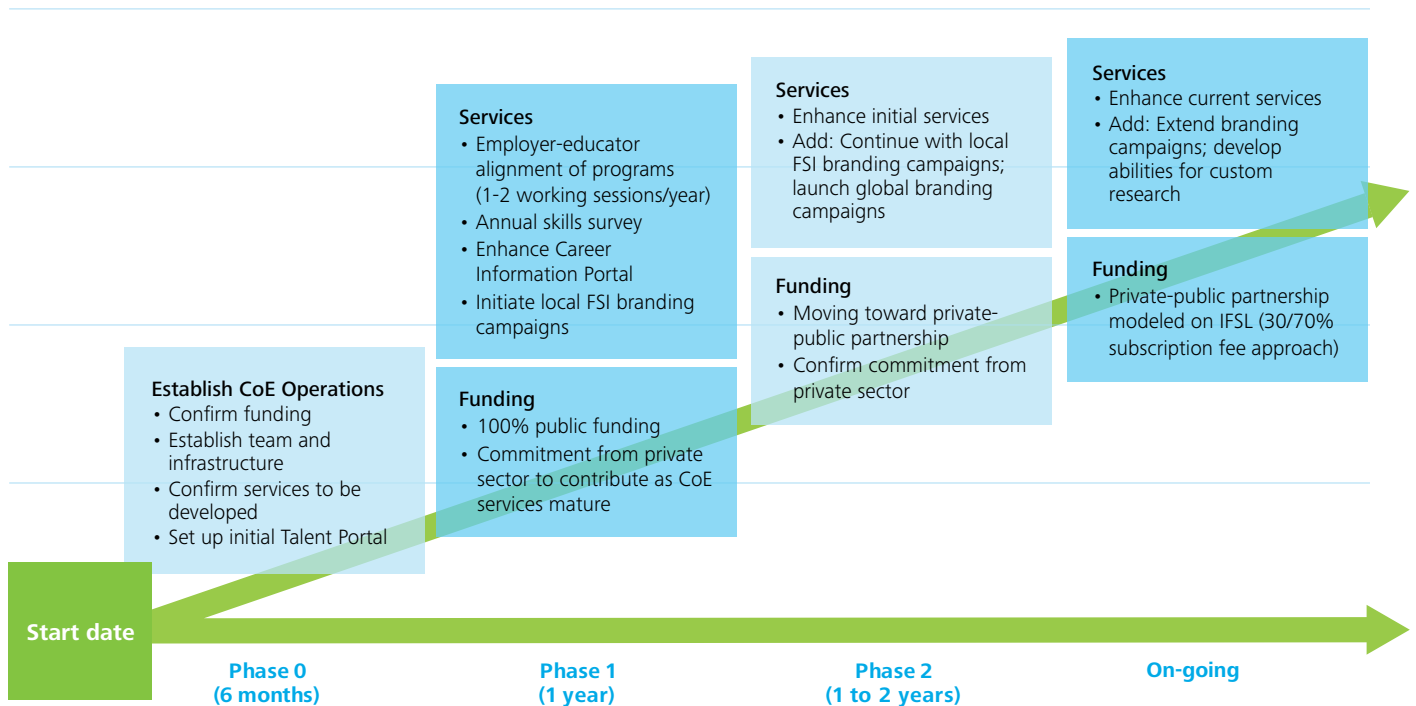 Establish CoE Operations
• Confirm funding
• Establish team and
infrastructure
• Confirm services to be
developed
• Set up initial Talent Portal
Services
• Employer-educator
alignment of programs
(1-2 working sessions/year)
• Annual skills survey
• Enhance Career
Information Portal
• Initiate local FSI branding
campaigns
Funding
• 100% public funding
• Commitment from private
sector to contribute as CoE
services mature
Services
• Enhance initial services
• Add: Continue with local
FSI branding campaigns;
launch global branding
campaigns
Funding
• Moving toward private-
public partnership
• Confirm commitment from
private sector
Services
• Enhance current services
• Add: Extend branding
campaigns; develop
abilities for custom
research
Funding
• Private-public partnership
modeled on IFSL (30/70%
subscription fee approach)
Start date
Phase 0
(6 months)
Phase 1
(1 year)
Phase 2
(1 to 2 years)
On-going